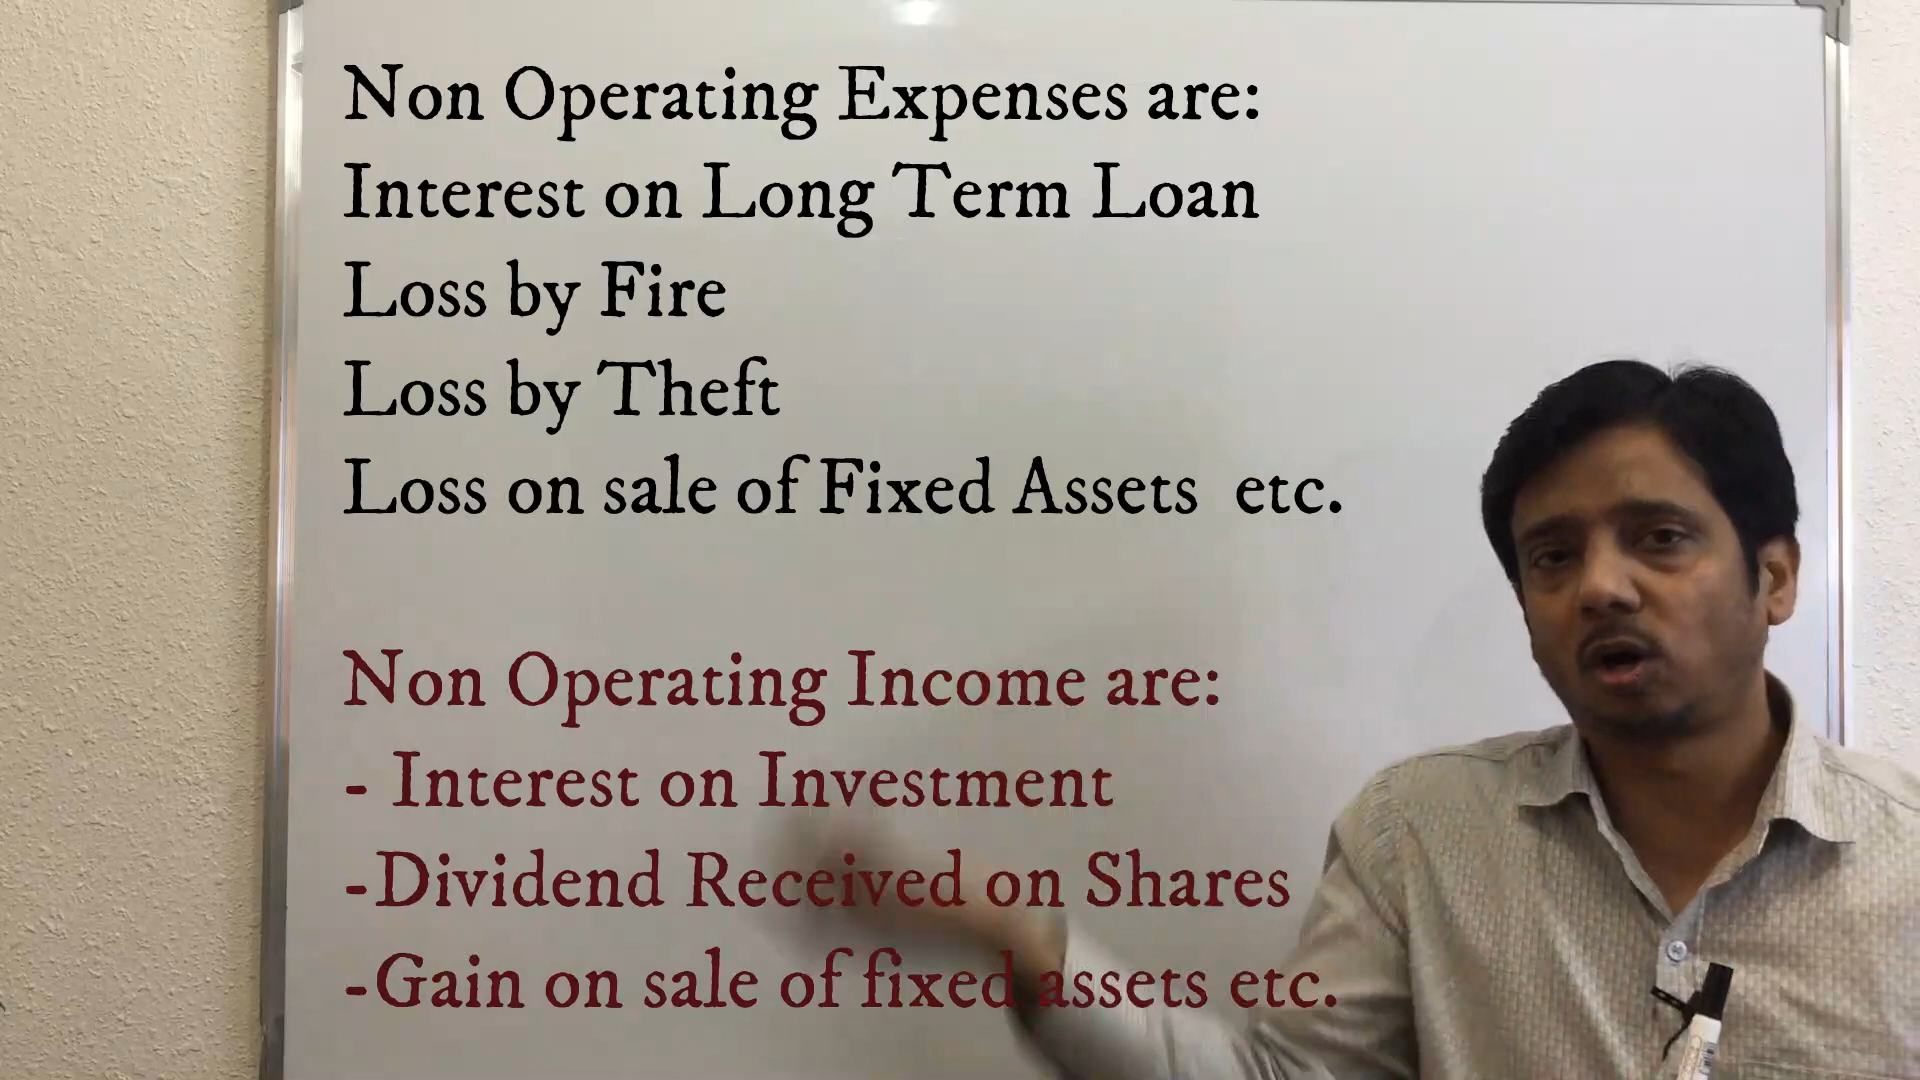 Non Operating Expenses are:
Interest on Long Term Loan
Loss by Fire
Loss by Theft
Loss on sale of Fixed Assets  etc.
Non Operating Income are:
- Interest on Investment
-Dividend Received on Shares
-Gain on sale of fixed assets etc.